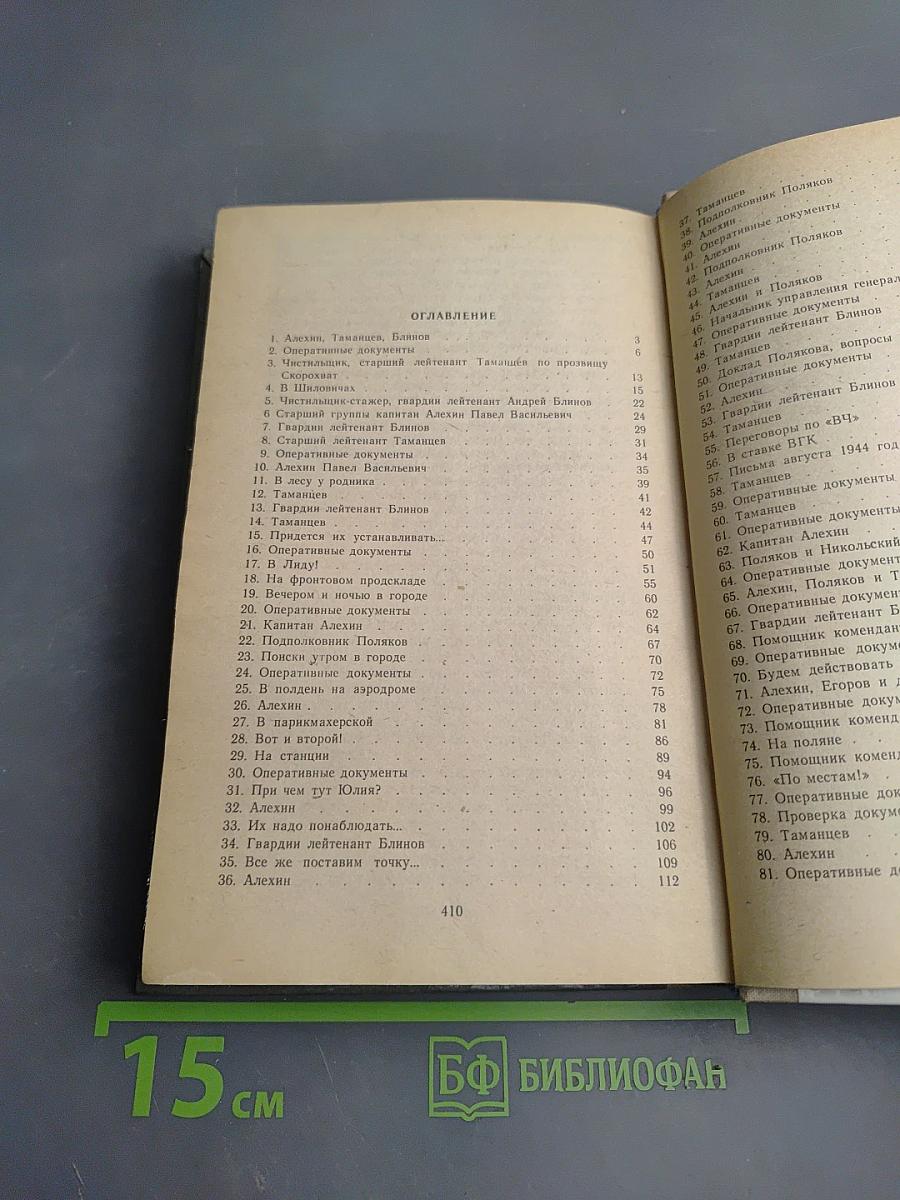 ОГЛАВЛЕНИЕ
1. Алехин, Таманцев, Блинов . . . 3
2. Оперативные документы . . . 6
3. Чистильщик, старший лейтенант Таманцев по прозвищу
Скорохват . . . 13
4. В Шиловичах . . . 15
5. Чистильщик-стажер, гвардии лейтенант Андрей Блинов . 22
6 Старший группы капитан Алехин Павел Васильевич . . . 24
7. Гвардии лейтенант Блинов . . . 29
8. Старший лейтенант Таманцев . . . 31
9. Оперативные документы . . . 34
10. Алехин Павел Васильевич . . . 35
11. В лесу у родника . . . 39
12. Таманцев . . . 41
13. Гвардии лейтенант Блинов . . . 42
14. Таманцев . . . 44
15. Придется их устанавливать... . . . 47
16. Оперативные документы . . . 50
17. В Лиду! . . . 51
18. На фронтовом продскладе . . . 55
19. Вечером и ночью в городе . . . 60
20. Оперативные документы . . . 62
21. Капитан Алехин . . . 64
22. Подполковник Поляков . . . 67
23. Поиски утром в городе . . . 70
24. Оперативные документы . . . 72
25. В полдень на аэродроме . . . 75
26. Алехин . . . 78
27. В парикмахерской . . . 81
28. Вот и второй! . . . 86
29. На станции . . . 89
30. Оперативные документы . . . 94
31. При чем тут Юлия? . . . 96
32. Алехин . . . 99
33. Их надо понаблюдать... . . . 102
34. Гвардии лейтенант Блинов . . . 106
35. Все же поставим точку... . . . 109
36. Алехин . . . 112
410
37. Таманцев
38. Подполковник Поляков
39. Алехин
40. Оперативные документы
41. Алехин
42. Подполковник Поляков
43. Алехин
44. Таманцев
45. Алехин и Поляков
46. Начальник управления генерал
47. Оперативные документы
48. Гвардии лейтенант Блинов
49. Таманцев
50. Доклад Полякова, вопросы
51. Оперативные документы
52. Алехин
53. Гвардии лейтенант Блинов
54. Таманцев
55. Переговоры по «ВЧ»
56. В ставке ВГК
57. Письма августа 1944 год
58. Таманцев
59. Оперативные документы
60. Таманцев
61. Оперативные документы
62. Капитан Алехин
63. Поляков и Никольский
64. Оперативные документ
65. Алехин, Поляков и Т
66. Оперативные докуме
67. Гвардии лейтенант Б
68. Помощник комендан
69. Оперативные докуме
70. Будем действовать
71. Алехин, Егоров и д
72. Оперативные докум
73. Помощник коменд
74. На поляне
75. Помощник коменд
76. «По местам!»
77. Оперативные док
78. Проверка докум
79. Таманцев
80. Алехин
81. Оперативные д
15 см
БФ БИБЛИОФАН